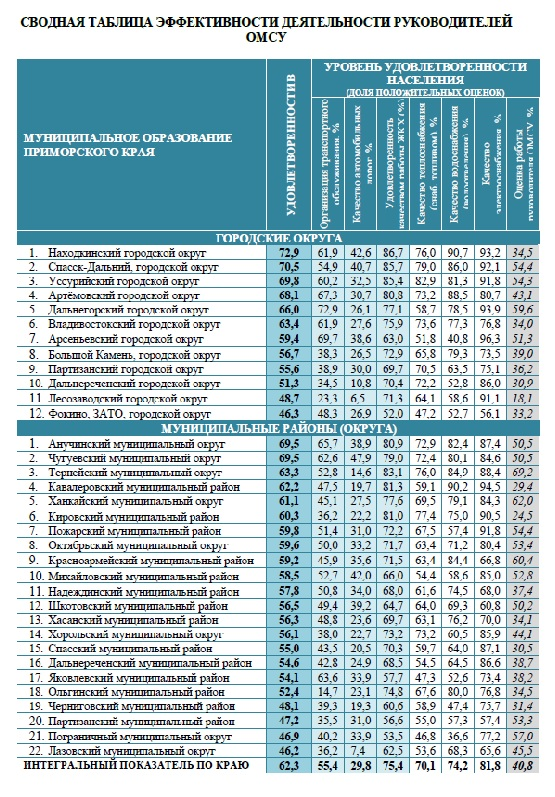 СВОДНАЯ ТАБЛИЦА ЭФФЕКТИВНОСТИ ДЕЯТЕЛЬНОСТИ РУКОВОДИТЕЛЕЙ
ОМСУ
МУНИЦИПАЛЬНОЕ ОБРАЗОВАНИЕ
ПРИМОРСКОГО КРАЯ
УДОВЛЕТВОРЕННОСТИ
УРОВЕНЬ УДОВЛЕТВОРЕННОСТИ
НАСЕЛЕНИЯ
(ДОЛЯ ПОЛОЖИТЕЛЬНЫХ ОЦЕНОК)
Организация транспортного
обслуживания, %
Качество автомобильных
дорог, %
Удовлетворенность
качеством работы ЖКХ (%)
Качество теплоснабжения
(снаб. топливом), %
Качество водоснабжения
(водоотведения), %
Качество
электроснабжения, %
Оценка работы
руководителя ОМСУ, %
ГОРОДСКИЕ ОКРУГА
1. Находкинский городской округ 72,9 61,9 42,6 86,7 76,0 90,7 93,2 34,5
2. Спасск-Дальний, городской округ 70,5 54,9 40,7 85,7 79,0 86,0 92,1 54,4
3. Уссурийский городской округ 69,8 60,2 32,5 85,4 82,9 81,3 91,8 54,3
4. Артёмовский городской округ 68,1 67,3 30,7 80,8 73,2 88,5 80,7 43,1
5. Дальнегорский городской округ 66,0 72,9 26,1 77,1 58,7 78,5 93,9 59,6
6. Владивостокский городской округ 63,4 61,9 27,6 75,9 73,6 77,3 76,8 34,0
7. Арсеньевский городской округ 59,4 69,7 38,6 63,0 51,8 40,8 96,3 51,3
8. Большой Камень, городской округ 56,7 38,3 26,5 72,9 65,8 79,3 73,5 39,0
9. Партизанский городской округ 55,6 38,9 30,0 69,7 70,5 63,5 75,1 36,2
10. Дальнереченский городской округ 51,3 34,5 10,8 70,4 72,2 52,8 86,0 30,9
11. Лесозаводский городской округ 48,7 23,3 6,5 71,3 64,1 58,6 91,1 18,1
12. Фокино, ЗАТО, городской округ 46,3 48,3 26,9 52,0 47,2 52,7 56,1 33,2
МУНИЦИПАЛЬНЫЕ РАЙОНЫ (ОКРУГА)
1. Анучинский муниципальный округ 69,5 65,7 38,9 80,9 72,9 82,4 87,4 50,5
2. Чугуевский муниципальный округ 69,5 62,6 47,9 79,0 72,4 80,1 84,6 50,5
3. Тернейский муниципальный округ 63,3 52,8 14,6 83,1 76,0 84,9 88,4 69,2
4. Кавалеровский муниципальный район 62,2 47,5 19,7 81,3 59,1 90,2 94,5 29,4
5. Ханкайский муниципальный округ 61,1 45,1 27,5 77,6 69,5 79,1 84,3 62,0
6. Кировский муниципальный район 60,3 36,2 22,2 81,0 77,4 75,0 90,5 24,5
7. Пожарский муниципальный район 59,8 51,4 31,0 72,2 67,5 57,4 91,8 54,4
8. Октябрьский муниципальный округ 59,6 50,0 33,2 71,7 63,4 71,2 80,4 53,4
9. Красноармейский муниципальный район 59,2 45,9 35,6 71,5 63,4 84,4 66,8 60,4
10. Михайловский муниципальный район 58,5 52,7 42,0 66,0 54,4 58,6 85,0 52,8
11. Надеждинский муниципальный район 57,8 50,8 34,0 68,0 61,6 74,5 68,0 37,4
12. Шкотовский муниципальный район 56,5 49,4 39,2 64,7 64,0 69,3 60,8 50,2
13. Хасанский муниципальный район 56,3 48,8 23,6 69,7 63,1 76,2 70,0 34,1
14. Хорольский муниципальный округ 56,1 38,0 22,7 73,2 73,2 60,5 85,9 44,1
15. Спасский муниципальный район 55,0 43,5 20,5 70,3 59,7 64,0 87,1 30,5
16. Дальнереченский муниципальный район 54,6 42,8 24,9 68,5 54,5 64,5 86,6 38,7
17. Яковлевский муниципальный район 54,1 63,6 33,9 57,7 47,3 52,6 73,4 38,2
18. Ольгинский муниципальный район 52,4 14,7 23,1 74,8 67,6 80,0 76,8 34,5
19. Черниговский муниципальный район 48,1 39,3 19,3 60,6 58,9 47,4 75,7 31,4
20. Партизанский муниципальный район 47,2 35,5 31,0 56,6 55,0 57,3 57,4 53,3
21. Пограничный муниципальный округ 46,9 40,2 33,9 53,5 46,8 36,6 77,2 57,0
22. Лазовский муниципальный округ 46,2 36,2 7,4 62,5 53,6 68,3 65,6 45,5
ИНТЕГРАЛЬНЫЙ ПОКАЗАТЕЛЬ ПО КРАЮ 62,3 55,4 29,8 75,4 70,1 74,2 81,8 40,8